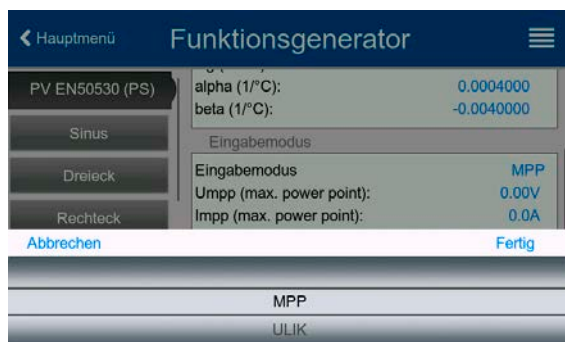 Hauptmenü
Funktionsgenerator
PV EN50530 (PS)
Sinus
Dreieck
Rechteck
alpha (1/°C): 0.0004000
beta (1/°C): -0.0040000
Eingabemodus
Eingabemodus MPP
Umpp (max. power point): 0.00V
Impp (max. power point): 0.0A
Abbrechen Fertig
MPP
ULIK